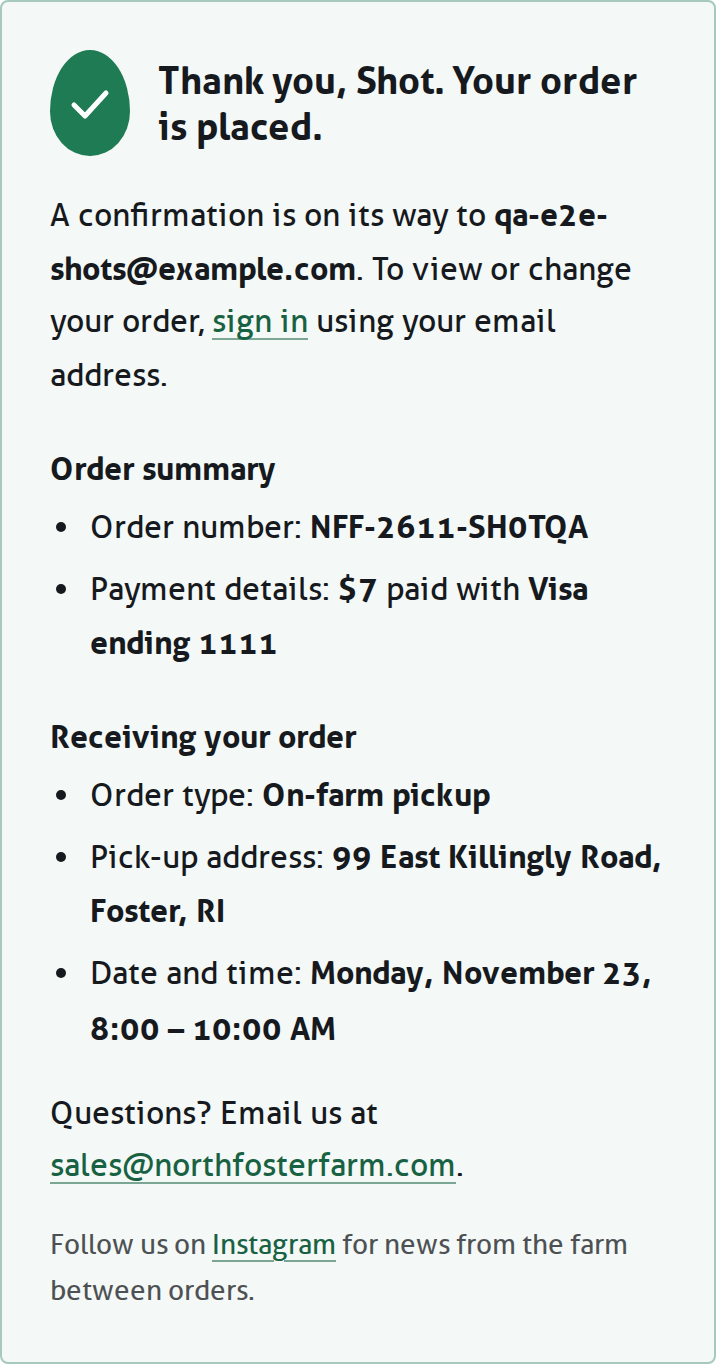 Thank you, Shot. Your order
is placed.
A confirmation is on its way to qa-e2e-
shots@example.com. To view or change
your order, sign in using your email
address.
Order summary
• Order number: NFF-2611-SH0TQA
• Payment details: $7 paid with Visa
ending 1111
Receiving your order
• Order type: On-farm pickup
• Pick-up address: 99 East Killingly Road,
Foster, RI
• Date and time: Monday, November 23,
8:00 – 10:00 AM
Questions? Email us at
sales@northfosterfarm.com.
Follow us on Instagram for news from the farm
between orders.